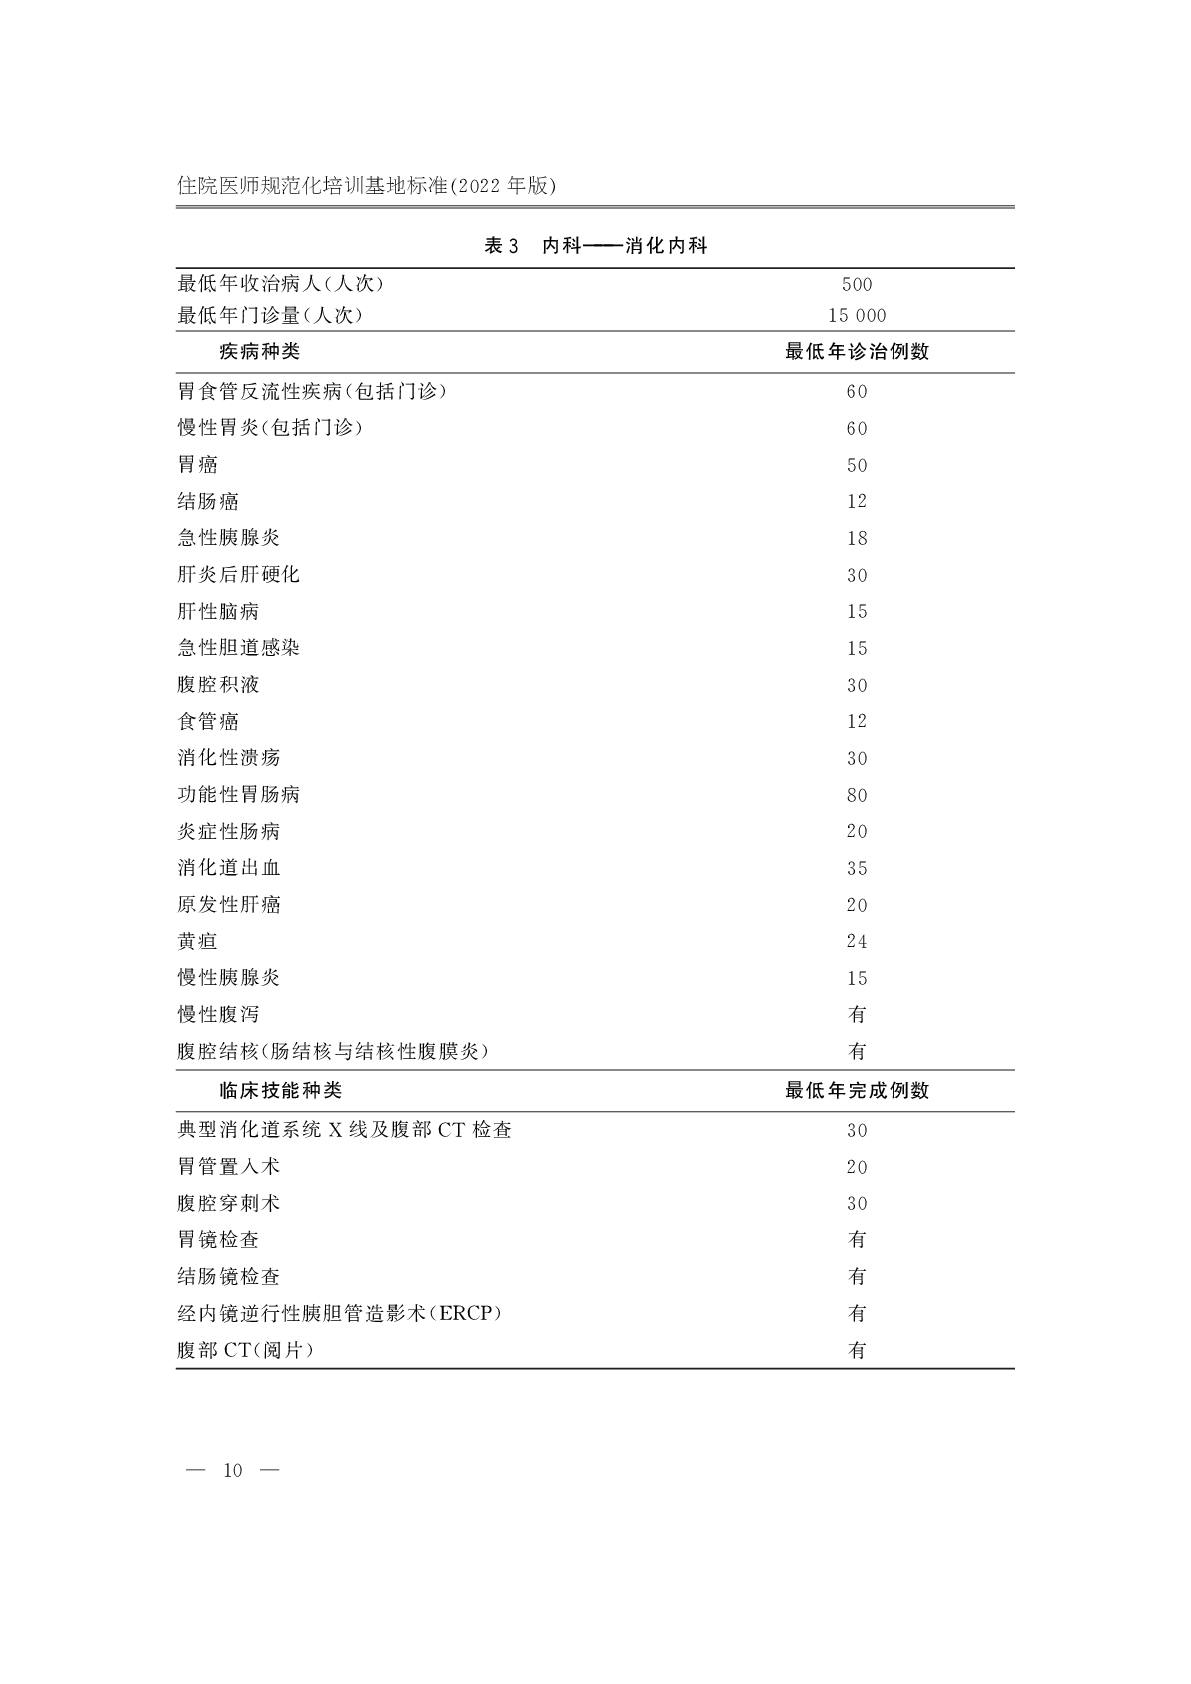 住院医师规范化培训基地标准(2022 年版)
表 3 内科——消化内科
最低年收治病人(人次) 500
最低年门诊量(人次) 15 000
疾病种类 最低年诊治例数
胃食管反流性疾病(包括门诊) 60
慢性胃炎(包括门诊) 60
胃癌 50
结肠癌 12
急性胰腺炎 18
肝炎后肝硬化 30
肝性脑病 15
急性胆道感染 15
腹腔积液 30
食管癌 12
消化性溃疡 30
功能性胃肠病 80
炎症性肠病 20
消化道出血 35
原发性肝癌 20
黄疸 24
慢性胰腺炎 15
慢性腹泻 有
腹腔结核(肠结核与结核性腹膜炎) 有
临床技能种类 最低年完成例数
典型消化道系统 X 线及腹部 CT 检查 30
胃管置入术 20
腹腔穿刺术 30
胃镜检查 有
结肠镜检查 有
经内镜逆行性胰胆管造影术(ERCP) 有
腹部 CT(阅片) 有
— 10 —